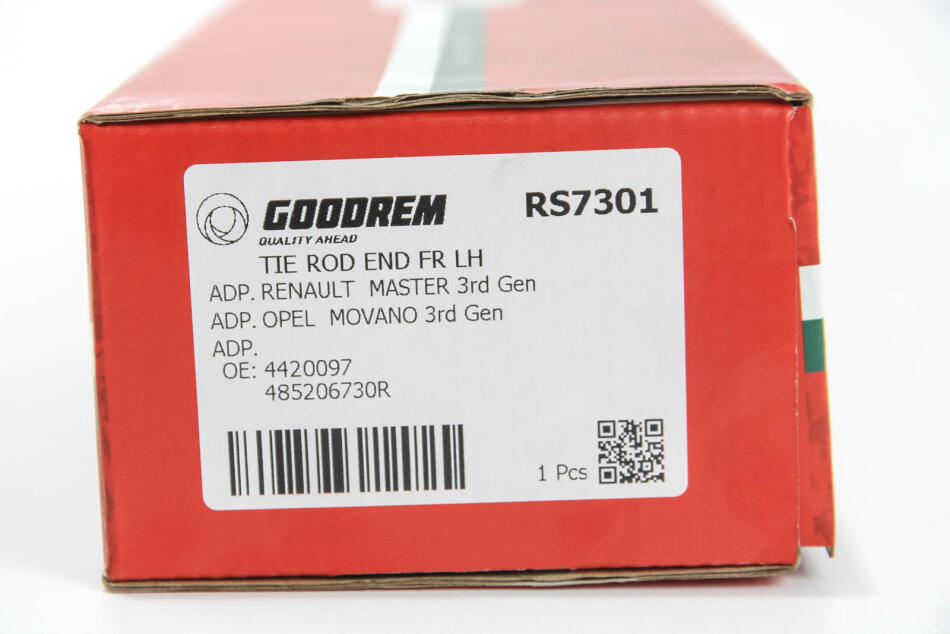 GOODREM
RS7301
QUALITY AHEAD
TIE ROD END FR LH
ADP. RENAULT MASTER 3rd Gen
ADP. OPEL MOVANO 3rd Gen
ADP.
OE: 4420097
485206730R
1 Pcs